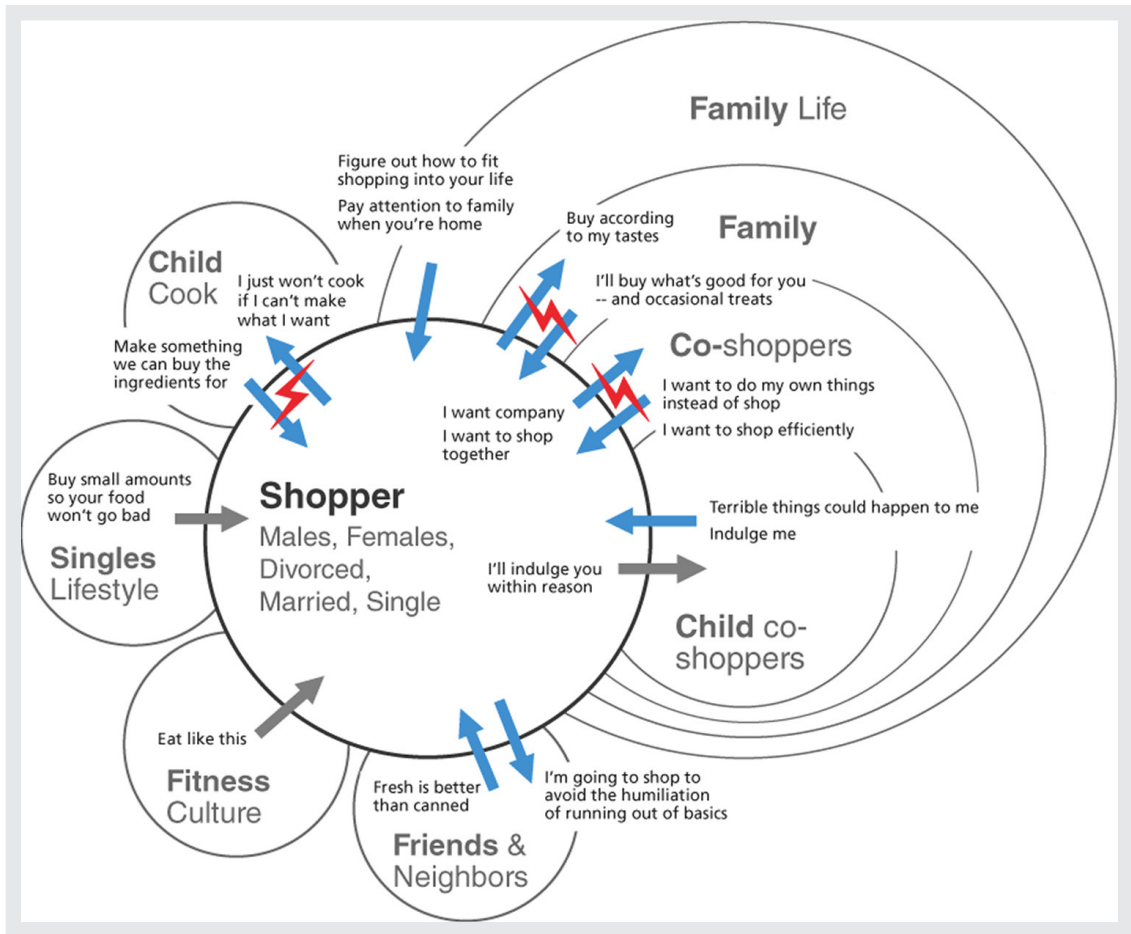 Family Life
Figure out how to fit
shopping into your life
Pay attention to family
when you're home
Buy according
to my tastes
Family
Child
Cook
I just won't cook
if I can't make
what I want
I'll buy what's good for you
-- and occasional treats
Make something
we can buy the
ingredients for
Co-shoppers
I want to do my own things
instead of shop
I want to shop efficiently
I want company
I want to shop
together
Buy small amounts
so your food
won't go bad
Singles
Lifestyle
Shopper
Males, Females,
Divorced,
Married, Single
Terrible things could happen to me
Indulge me
I'll indulge you
within reason
Child co-
shoppers
Eat like this
Fitness
Culture
Fresh is better
than canned
I'm going to shop to
avoid the humiliation
of running out of basics
Friends &
Neighbors